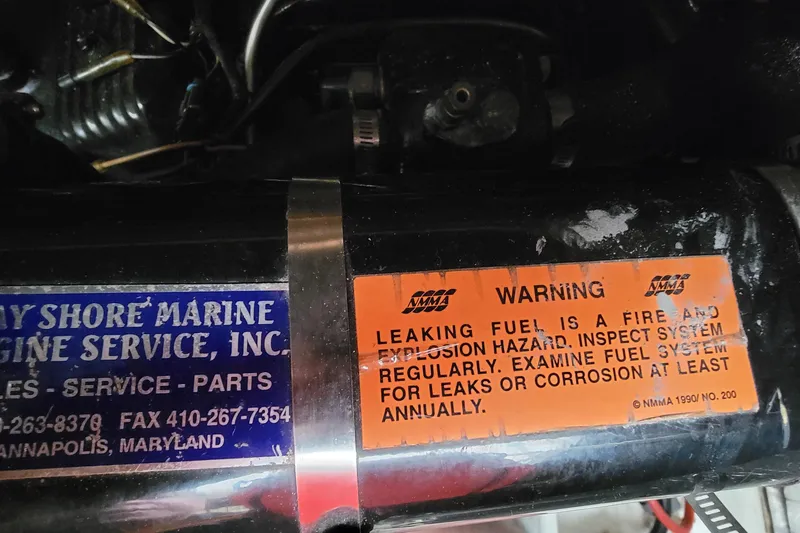 AY SHORE MARINE
GINE SERVICE, INC.
LES - SERVICE - PARTS
0-263-8370 FAX 410-267-7354
ANNAPOLIS, MARYLAND
NMMA WARNING NMMA
LEAKING FUEL IS A FIRE AND
EXPLOSION HAZARD. INSPECT SYSTEM
REGULARLY. EXAMINE FUEL SYSTEM
FOR LEAKS OR CORROSION AT LEAST
ANNUALLY.
© NMMA 1990/ NO. 200